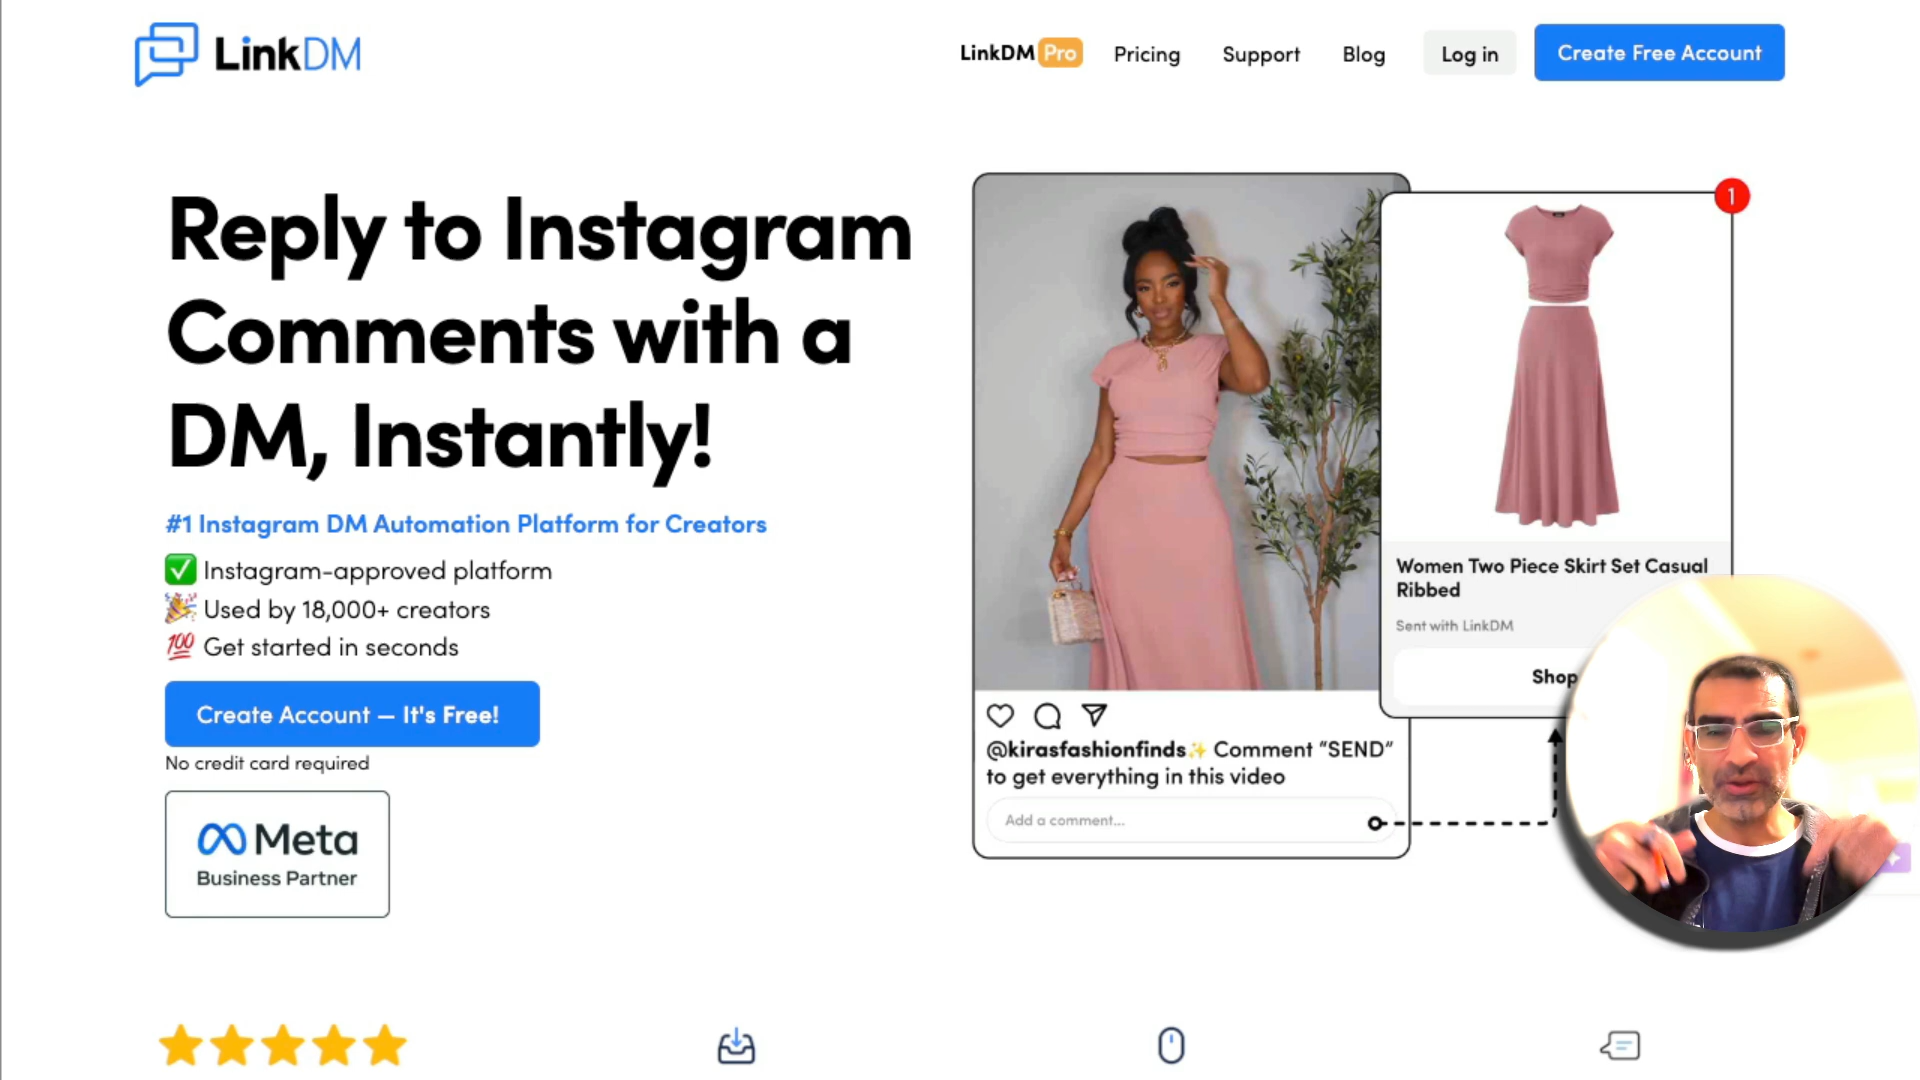 LinkDM
LinkDM Pro
Pricing
Support
Blog
Log in
Create Free Account
Reply to Instagram
Comments with a
DM, Instantly!
#1 Instagram DM Automation Platform for Creators
✅ Instagram-approved platform
🎉 Used by 18,000+ creators
💯 Get started in seconds
Create Account – It's Free!
No credit card required
Meta
Business Partner
1
Women Two Piece Skirt Set Casual
Ribbed
Sent with LinkDM
Shop
@kirasfashionfinds✨ Comment “SEND”
to get everything in this video
Add a comment...